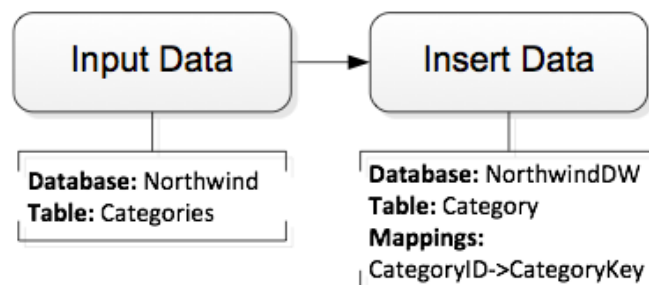 Input Data
Insert Data
Database: Northwind
Table: Categories
Database: NorthwindDW
Table: Category
Mappings:
CategoryID->CategoryKey